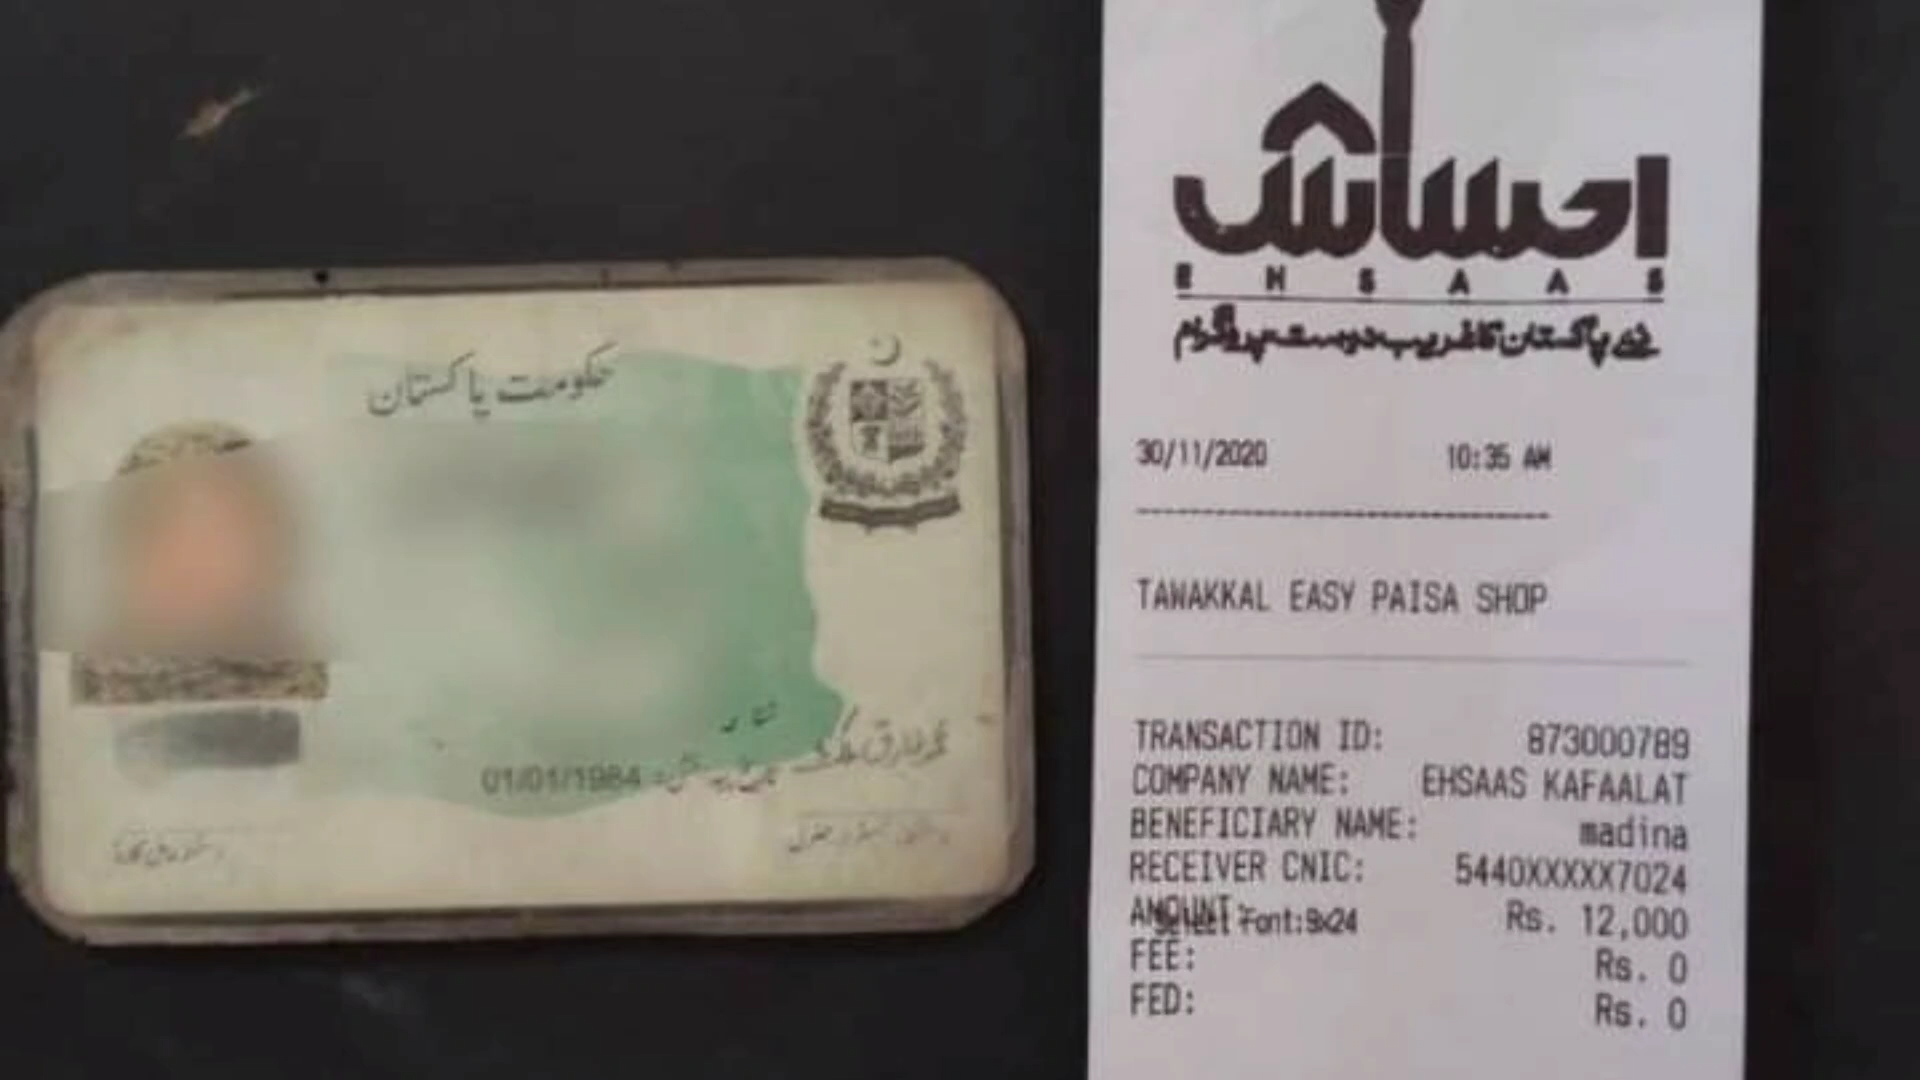 حکومت پاکستان
01/01/1984
احساس
EHSAAS
30/11/2020 10:35 AM
TAWAKKAL EASY PAISA SHOP
TRANSACTION ID: 873000789
COMPANY NAME: EHSAAS KAFAALAT
BENEFICIARY NAME: madina
RECEIVER CNIC: 5440XXXXX7024
AMOUNT: Select Font:9x24 Rs. 12,000
FEE: Rs. 0
FED: Rs. 0